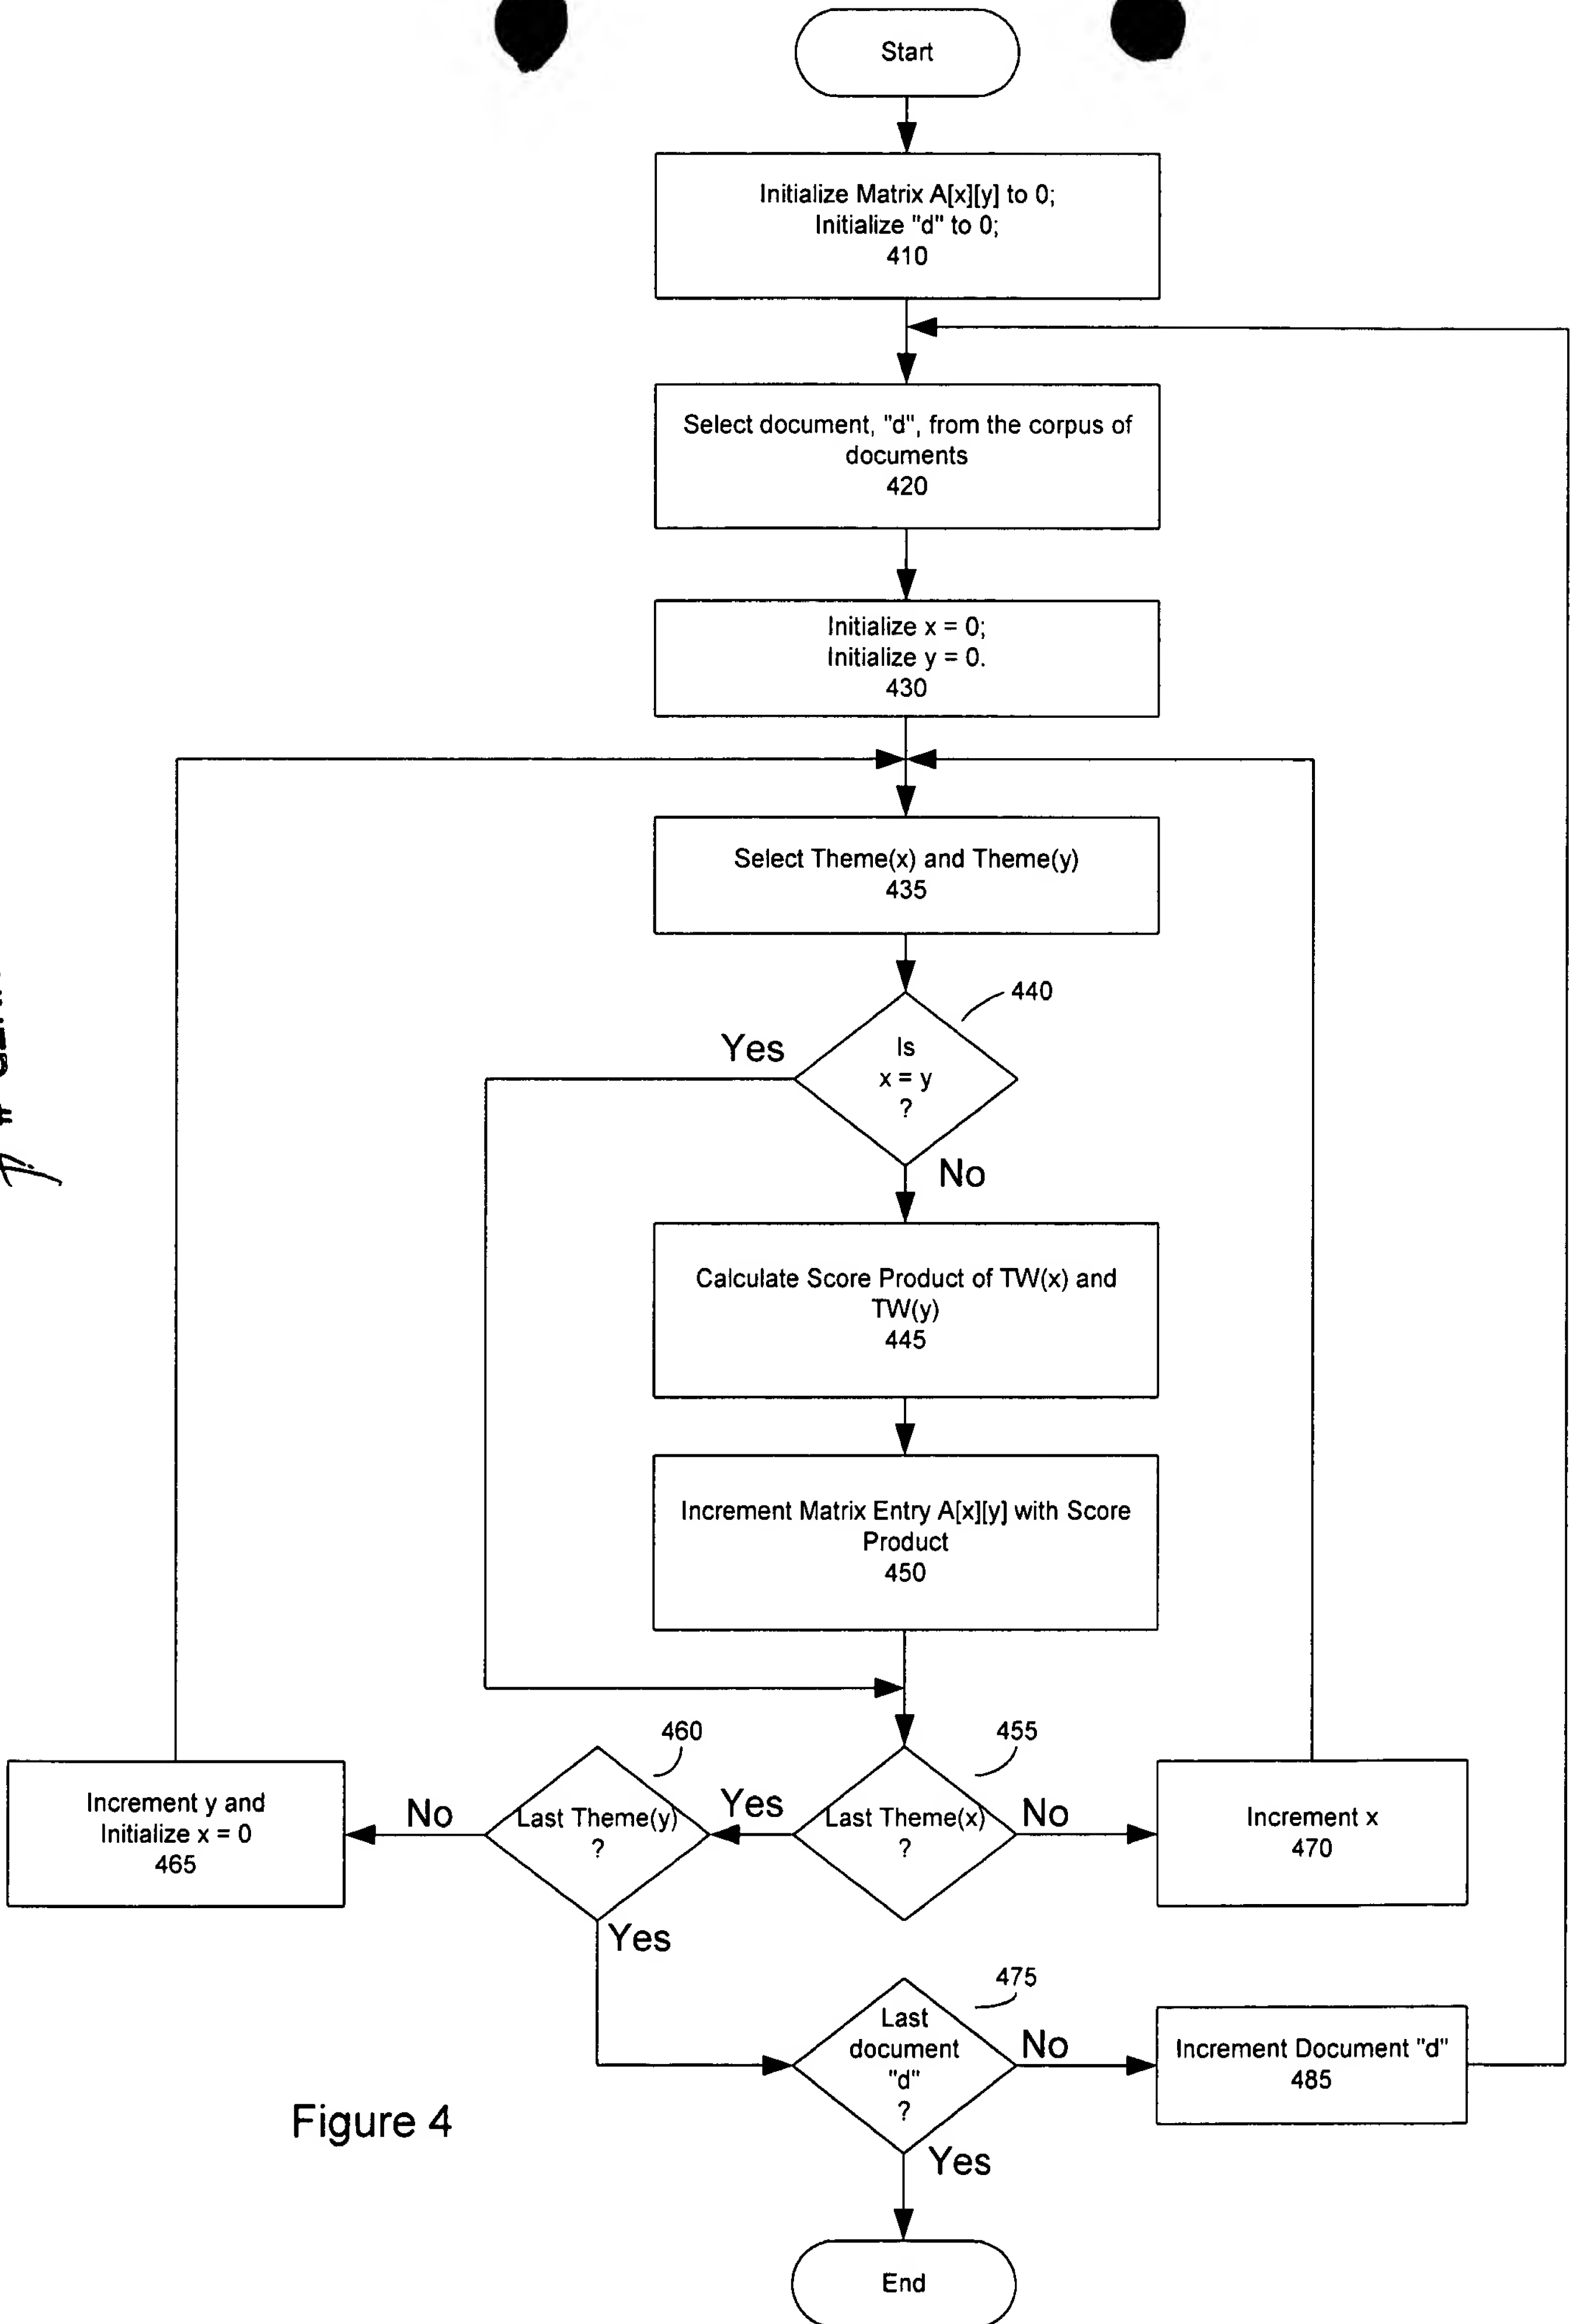 Start
Initialize Matrix A[x][y] to 0;
Initialize "d" to 0;
410
Select document, "d", from the corpus of
documents
420
Initialize x = 0;
Initialize y = 0.
430
Select Theme(x) and Theme(y)
435
440
Is
x = y
?
Yes
No
Calculate Score Product of TW(x) and
TW(y)
445
Increment Matrix Entry A[x][y] with Score
Product
450
455
Last Theme(x)
?
No
Increment x
470
Yes
460
Last Theme(y)
?
No
Increment y and
Initialize x = 0
465
Yes
475
Last
document
"d"
?
No
Increment Document "d"
485
Yes
End
Figure 4